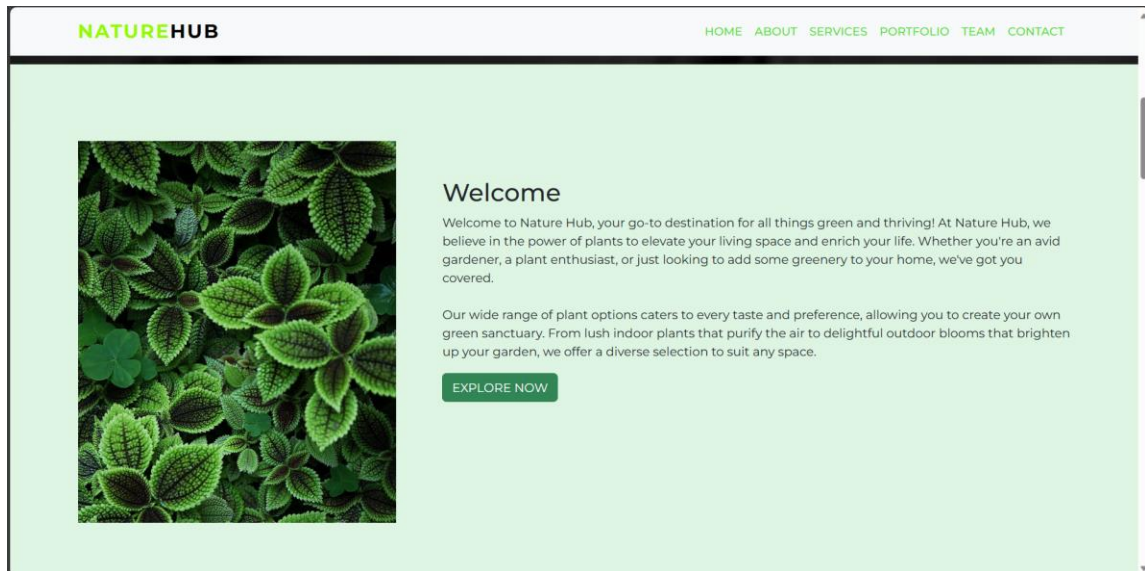 NATUREHUB
HOME ABOUT SERVICES PORTFOLIO TEAM CONTACT
Welcome
Welcome to Nature Hub, your go-to destination for all things green and thriving! At Nature Hub, we
believe in the power of plants to elevate your living space and enrich your life. Whether you're an avid
gardener, a plant enthusiast, or just looking to add some greenery to your home, we've got you
covered.
Our wide range of plant options caters to every taste and preference, allowing you to create your own
green sanctuary. From lush indoor plants that purify the air to delightful outdoor blooms that brighten
up your garden, we offer a diverse selection to suit any space.
EXPLORE NOW